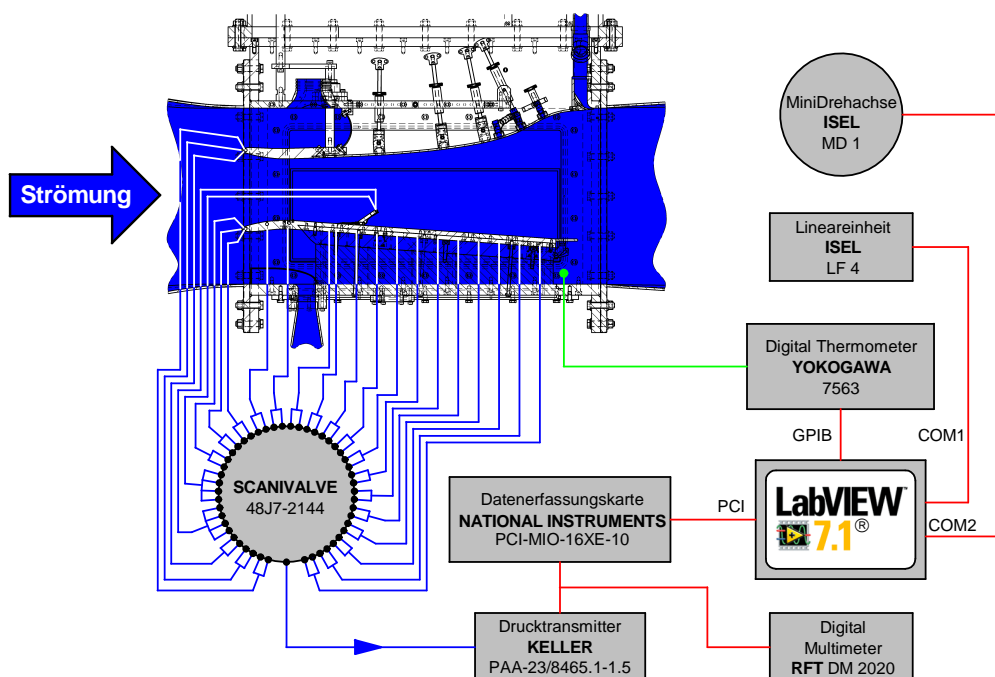 MiniDrehachse
ISEL
MD 1
Strömung
Lineareinheit
ISEL
LF 4
Digital Thermometer
YOKOGAWA
7563
GPIB
COM1
SCANIVALVE
48J7-2144
Datenerfassungskarte
NATIONAL INSTRUMENTS
PCI-MIO-16XE-10
PCI
LabVIEW™
7.1®
COM2
Drucktransmitter
KELLER
PAA-23/8465.1-1.5
Digital
Multimeter
RFT DM 2020